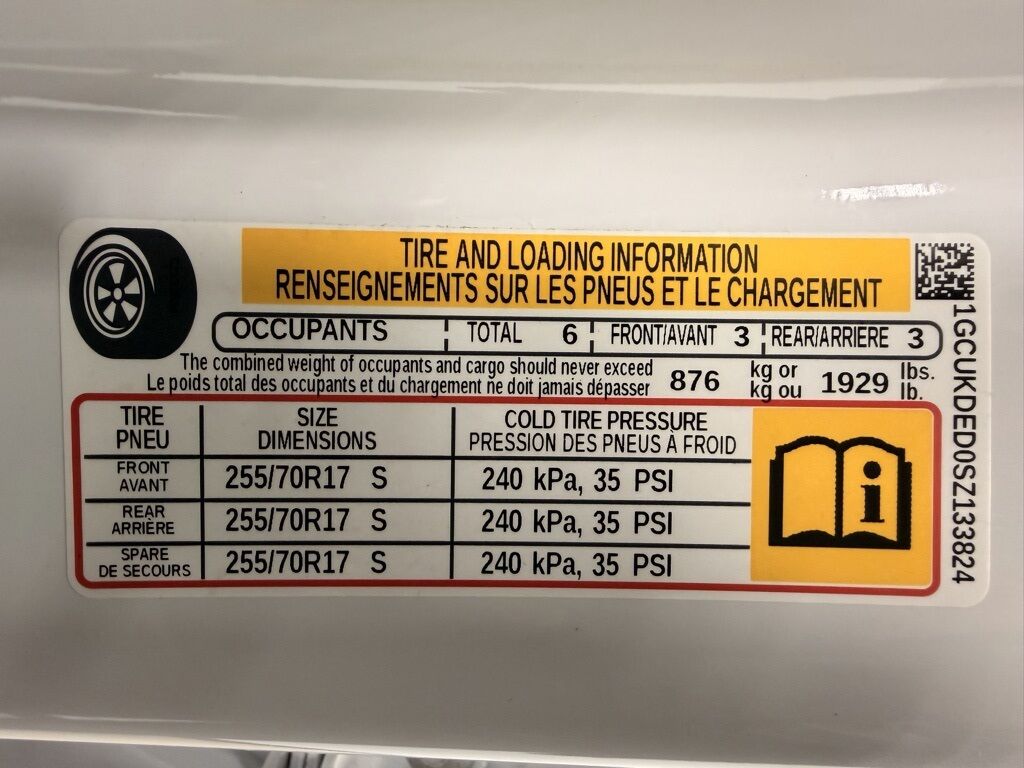 TIRE AND LOADING INFORMATION
RENSEIGNEMENTS SUR LES PNEUS ET LE CHARGEMENT
OCCUPANTS TOTAL 6 FRONT/AVANT 3 REAR/ARRIERE 3
The combined weight of occupants and cargo should never exceed 876 kg or 1929 lbs.
Le poids total des occupants et du chargement ne doit jamais dépasser kg ou lb.
TIRE SIZE COLD TIRE PRESSURE
PNEU DIMENSIONS PRESSION DES PNEUS À FROID
FRONT
AVANT 255/70R17 S 240 kPa, 35 PSI
REAR
ARRIÈRE 255/70R17 S 240 kPa, 35 PSI
SPARE
DE SECOURS 255/70R17 S 240 kPa, 35 PSI
i
1GCUKDED0SZ133824